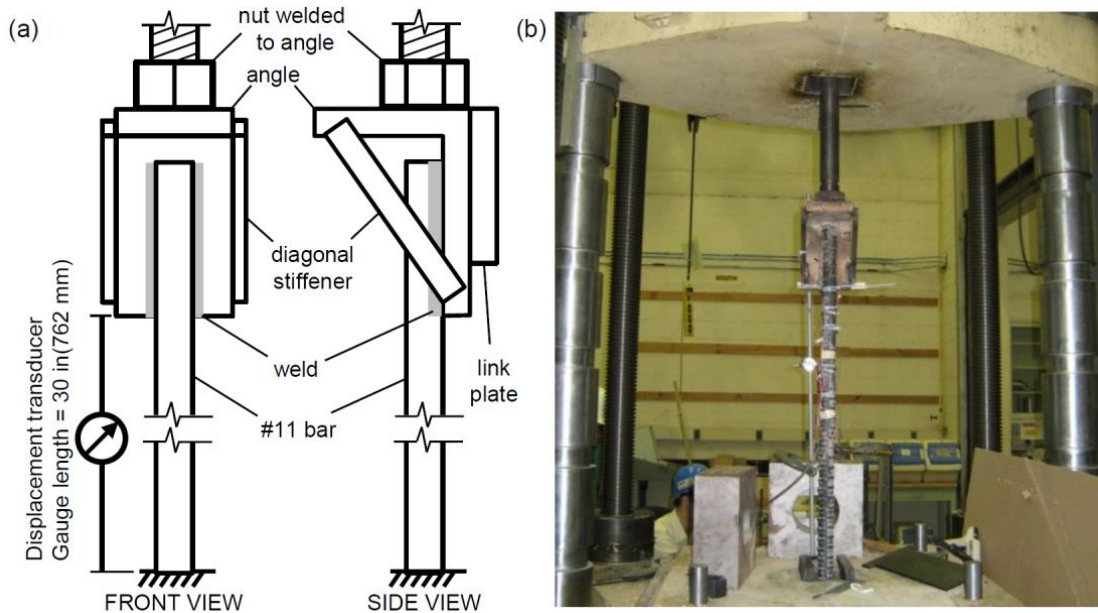 (a)
nut welded
to angle
angle
diagonal
stiffener
weld
link
plate
#11 bar
Displacement transducer
Gauge length = 30 in(762 mm)
FRONT VIEW
SIDE VIEW
(b)
SOUTH